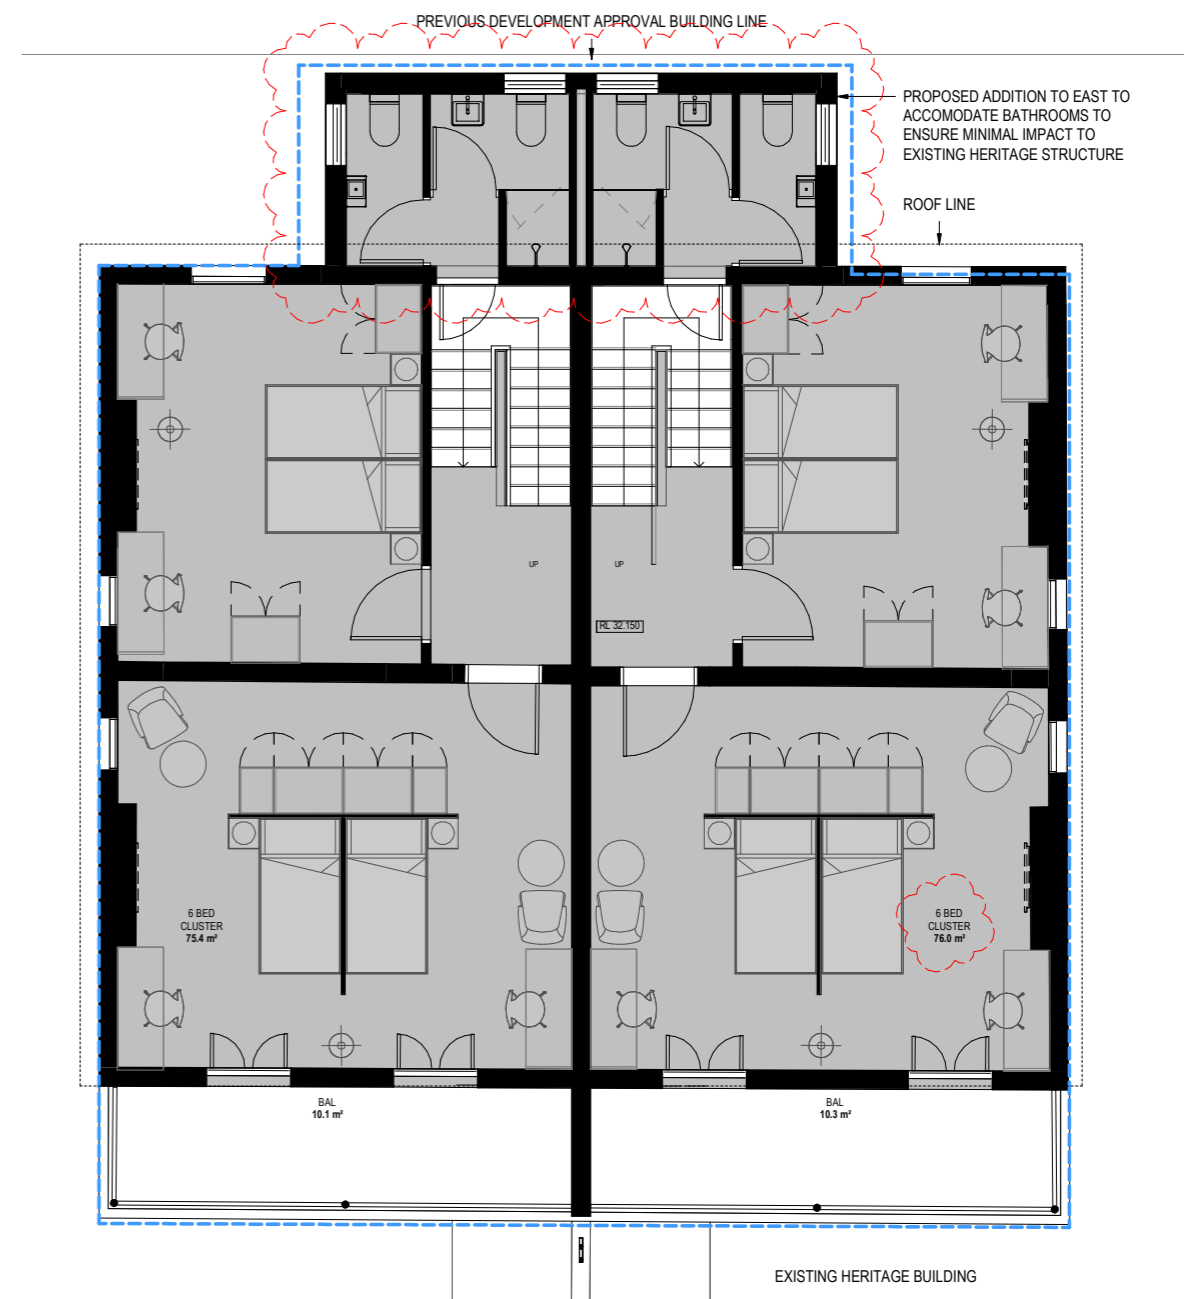 PREVIOUS DEVELOPMENT APPROVAL BUILDING LINE
PROPOSED ADDITION TO EAST TO
ACCOMODATE BATHROOMS TO
ENSURE MINIMAL IMPACT TO
EXISTING HERITAGE STRUCTURE
ROOF LINE
UP
UP
RL 32.150
6 BED
CLUSTER
75.4 m²
6 BED
CLUSTER
76.0 m²
BAL
10.1 m²
BAL
10.3 m²
EXISTING HERITAGE BUILDING